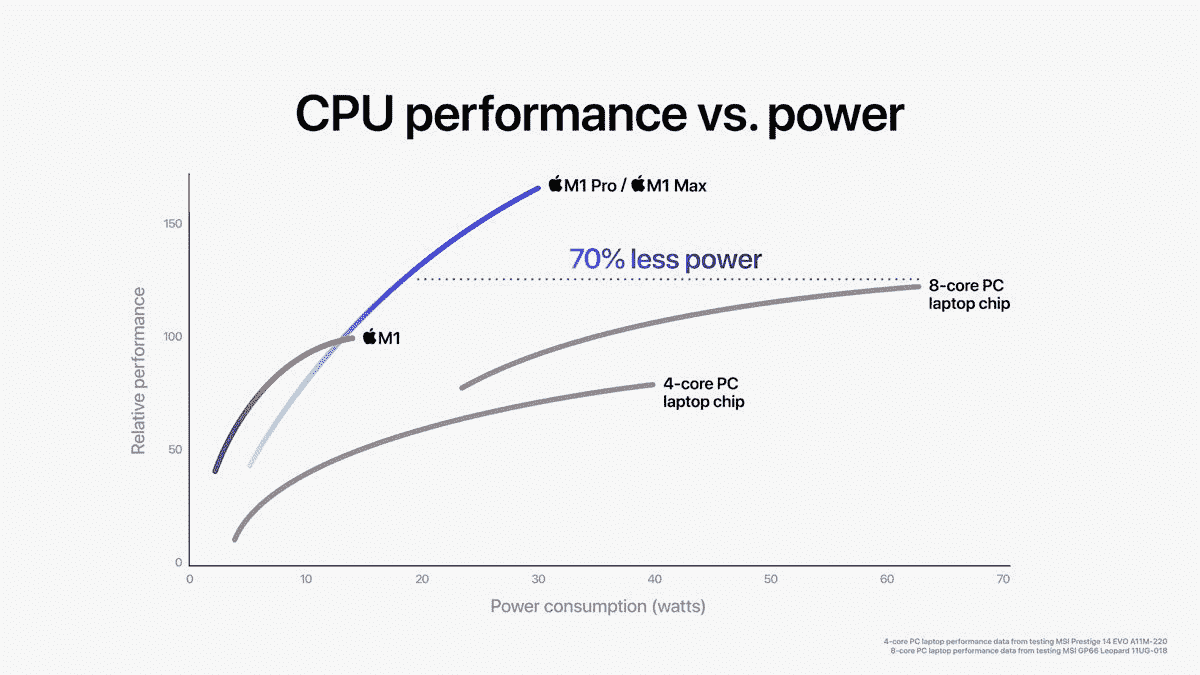 CPU performance vs. power
M1 Pro / M1 Max
150
70% less power
8-core PC
laptop chip
100
M1
4-core PC
laptop chip
Relative performance
50
0
0 10 20 30 40 50 60 70
Power consumption (watts)
4-core PC laptop performance data from testing MSI Prestige 14 EVO A11M-220
8-core PC laptop performance data from testing MSI GP66 Leopard 11UG-018